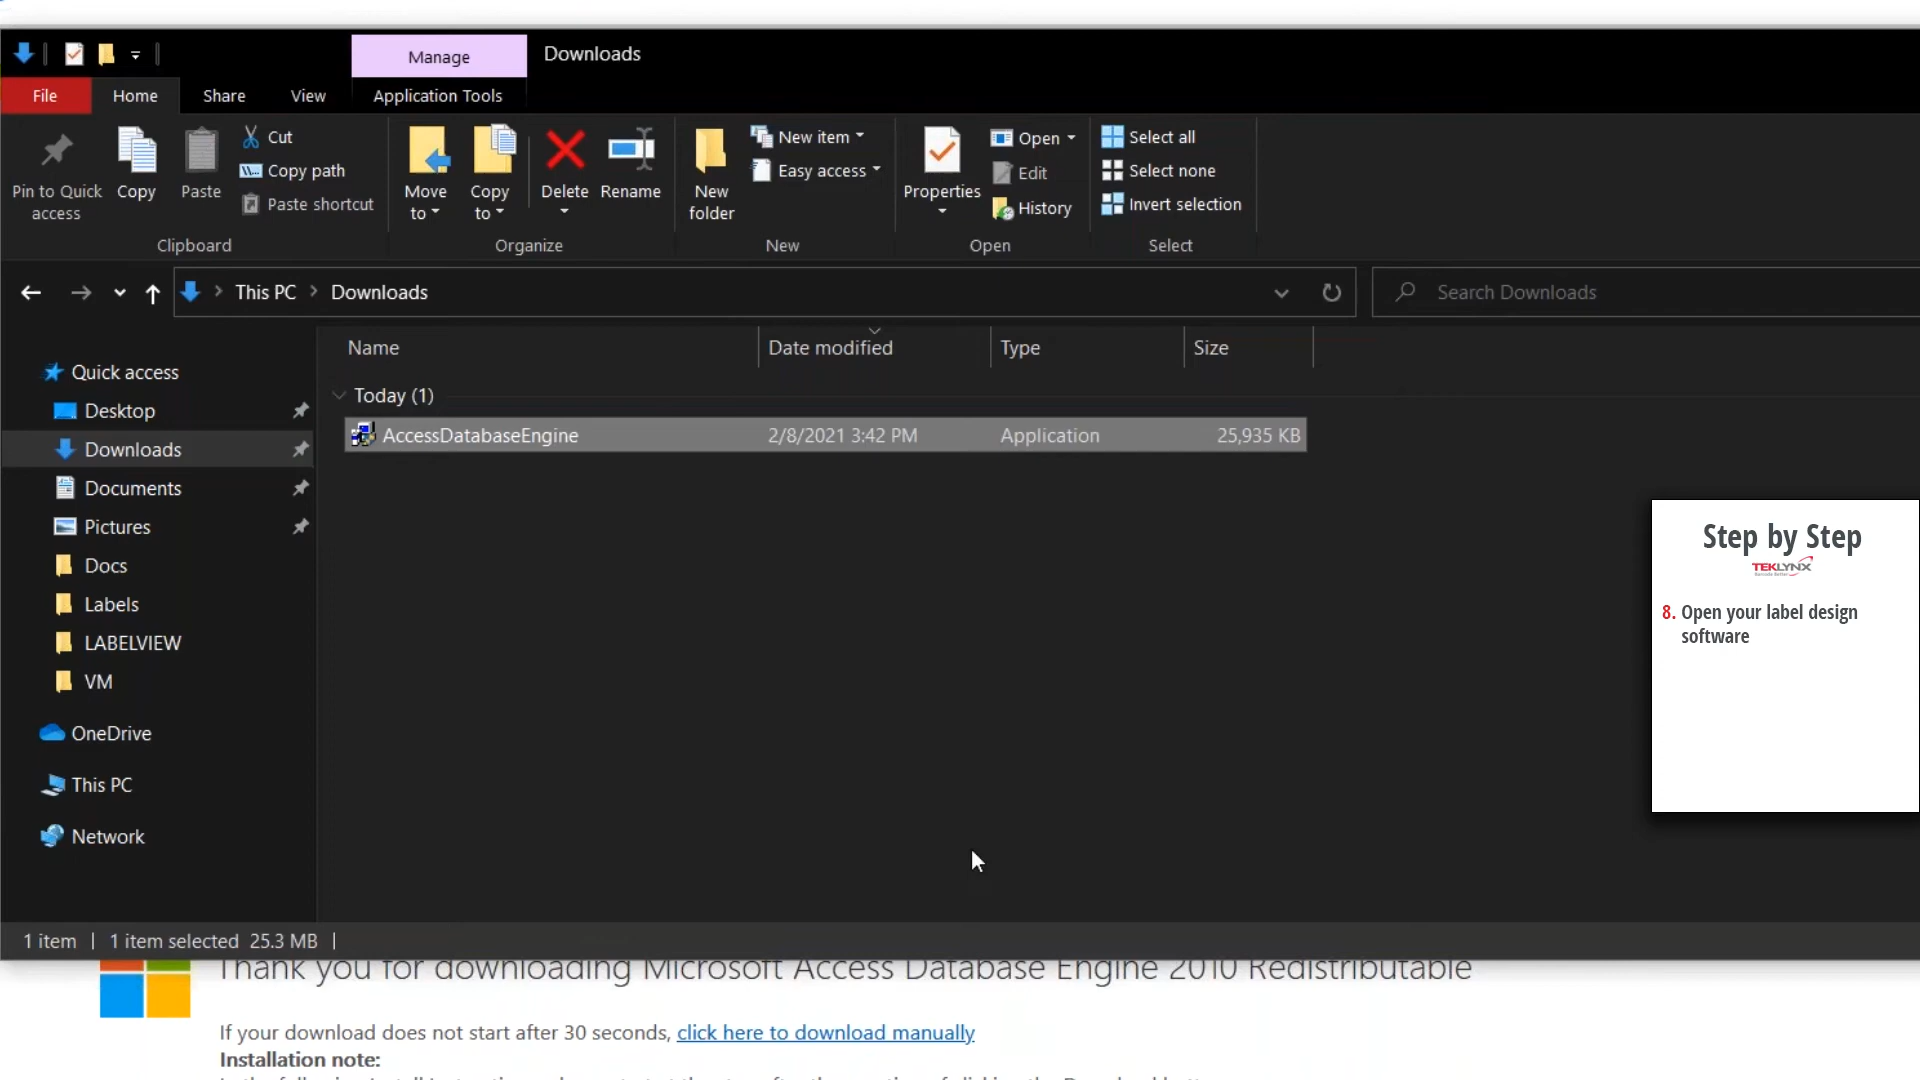 Manage
Downloads
File
Home
Share
View
Application Tools
Pin to Quick access
Copy
Paste
Cut
Copy path
Paste shortcut
Clipboard
Move to
Copy to
Delete
Rename
Organize
New folder
New item
Easy access
New
Properties
Open
Edit
History
Open
Select all
Select none
Invert selection
Select
This PC
Downloads
Search Downloads
Name
Date modified
Type
Size
Today (1)
AccessDatabaseEngine
2/8/2021 3:42 PM
Application
25,935 KB
Quick access
Desktop
Downloads
Documents
Pictures
Docs
Labels
LABELVIEW
VM
OneDrive
This PC
Network
Step by Step
TEKLYNX
8. Open your label design
software
1 item
1 item selected 25.3 MB
Thank you for downloading Microsoft Access Database Engine 2010 Redistributable
If your download does not start after 30 seconds, click here to download manually
Installation note: